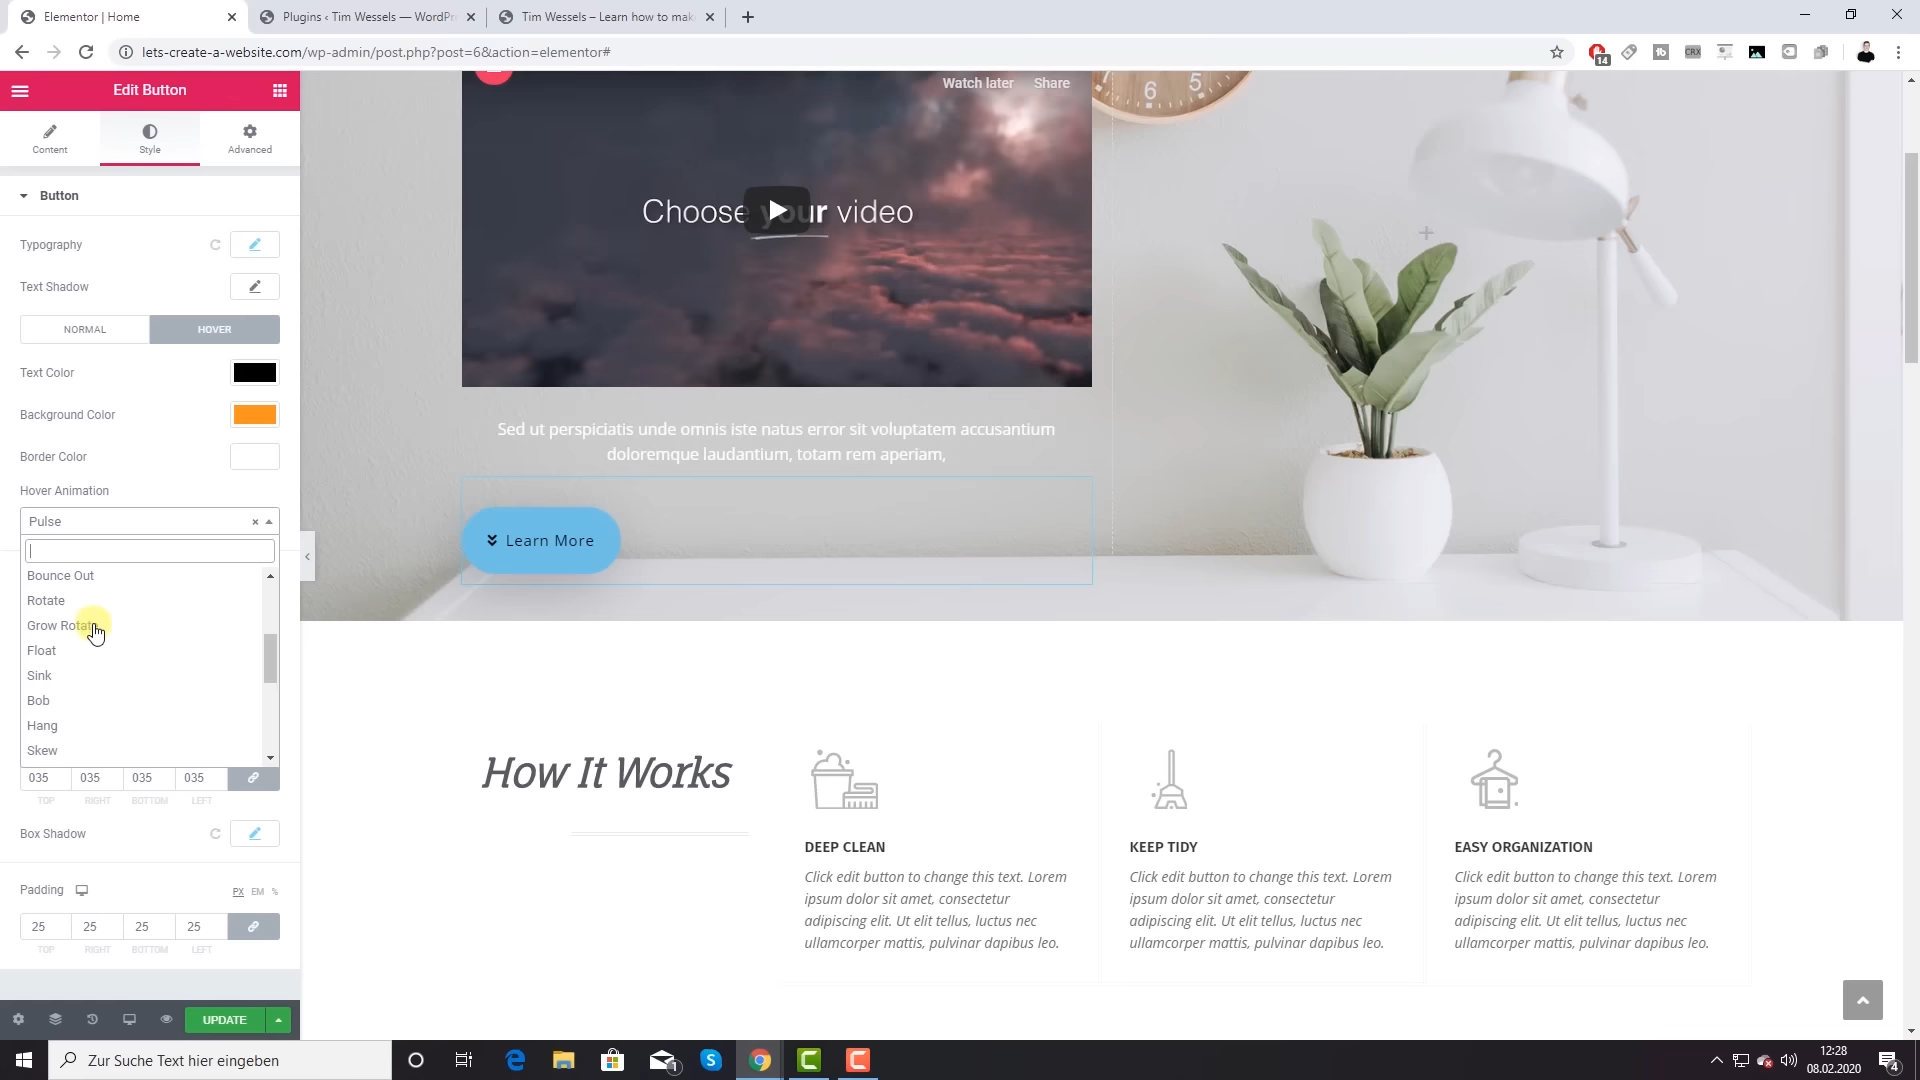 Elementor | Home
Plugins ‹ Tim Wessels — WordPr
Tim Wessels – Learn how to mak
lets-create-a-website.com/wp-admin/post.php?post=6&action=elementor#
14
Edit Button
Content
Style
Advanced
Button
Typography
Text Shadow
NORMAL
HOVER
Text Color
Background Color
Border Color
Hover Animation
Pulse
Bounce Out
Rotate
Grow Rotate
Float
Sink
Bob
Hang
Skew
035
035
035
035
TOP
RIGHT
BOTTOM
LEFT
Box Shadow
Padding
PX
EM
%
25
25
25
25
TOP
RIGHT
BOTTOM
LEFT
UPDATE
Watch later
Share
Choose your video
7 6 5
Sed ut perspiciatis unde omnis iste natus error sit voluptatem accusantium
doloremque laudantium, totam rem aperiam,
Learn More
How It Works
DEEP CLEAN
Click edit button to change this text. Lorem
ipsum dolor sit amet, consectetur
adipiscing elit. Ut elit tellus, luctus nec
ullamcorper mattis, pulvinar dapibus leo.
KEEP TIDY
Click edit button to change this text. Lorem
ipsum dolor sit amet, consectetur
adipiscing elit. Ut elit tellus, luctus nec
ullamcorper mattis, pulvinar dapibus leo.
EASY ORGANIZATION
Click edit button to change this text. Lorem
ipsum dolor sit amet, consectetur
adipiscing elit. Ut elit tellus, luctus nec
ullamcorper mattis, pulvinar dapibus leo.
Zur Suche Text hier eingeben
1
12:28
08.02.2020
4